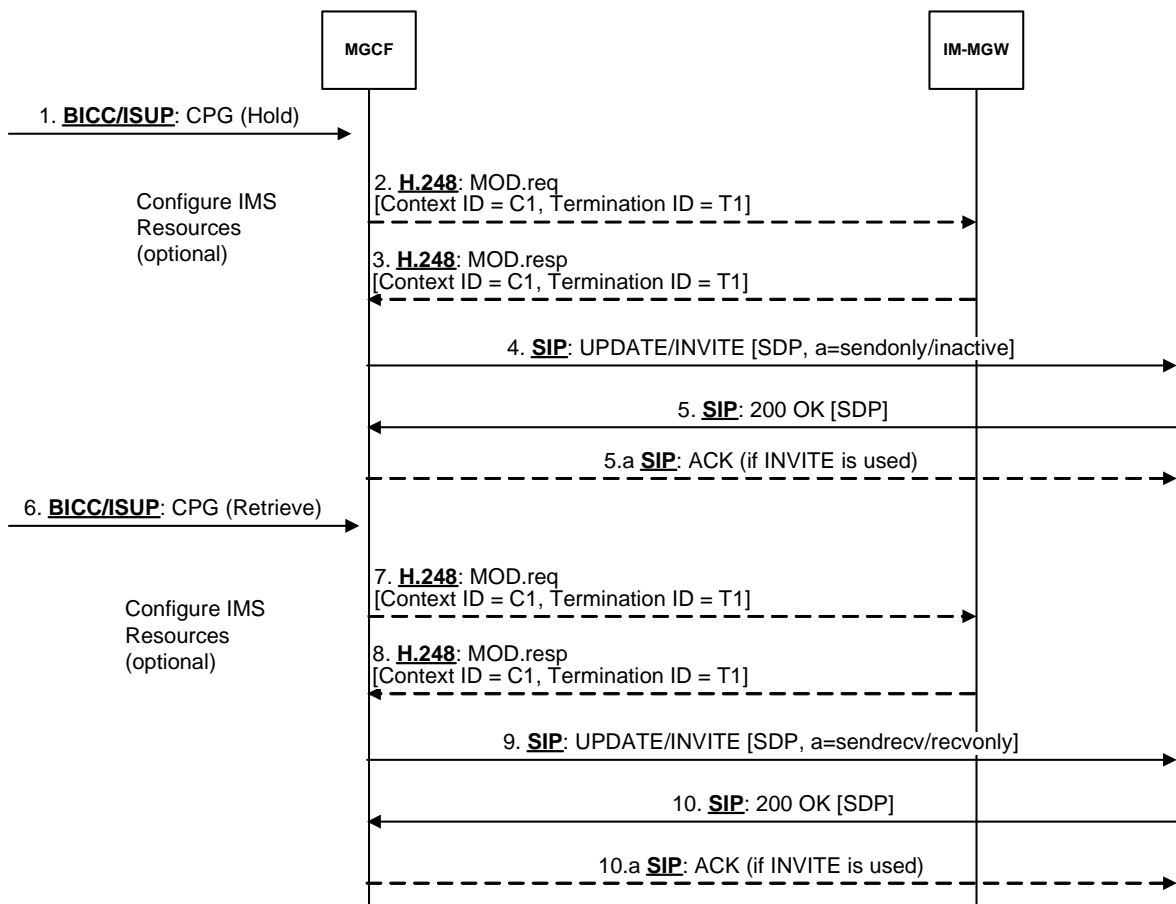 MGCF
IM-MGW
1. BICC/ISUP: CPG (Hold)
Configure IMS
Resources
(optional)
2. H.248: MOD.req
[Context ID = C1, Termination ID = T1]
3. H.248: MOD.resp
[Context ID = C1, Termination ID = T1]
4. SIP: UPDATE/INVITE [SDP, a=sendonly/inactive]
5. SIP: 200 OK [SDP]
5.a SIP: ACK (if INVITE is used)
6. BICC/ISUP: CPG (Retrieve)
Configure IMS
Resources
(optional)
7. H.248: MOD.req
[Context ID = C1, Termination ID = T1]
8. H.248: MOD.resp
[Context ID = C1, Termination ID = T1]
9. SIP: UPDATE/INVITE [SDP, a=sendrecv/recvonly]
10. SIP: 200 OK [SDP]
10.a SIP: ACK (if INVITE is used)